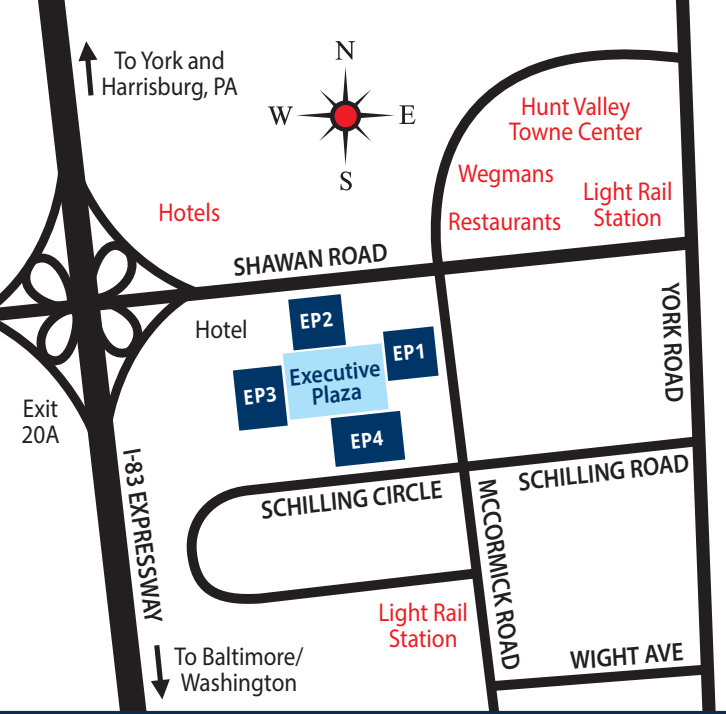 To York and
Harrisburg, PA
N
W
E
S
Hunt Valley
Towne Center
Wegmans
Light Rail
Station
Restaurants
Hotels
SHAWAN ROAD
Hotel
EP2
EP1
Executive
Plaza
EP3
EP4
YORK ROAD
Exit
20A
I-83 EXPRESSWAY
SCHILLING CIRCLE
SCHILLING ROAD
MCCORMICK ROAD
Light Rail
Station
To Baltimore/
Washington
WIGHT AVE